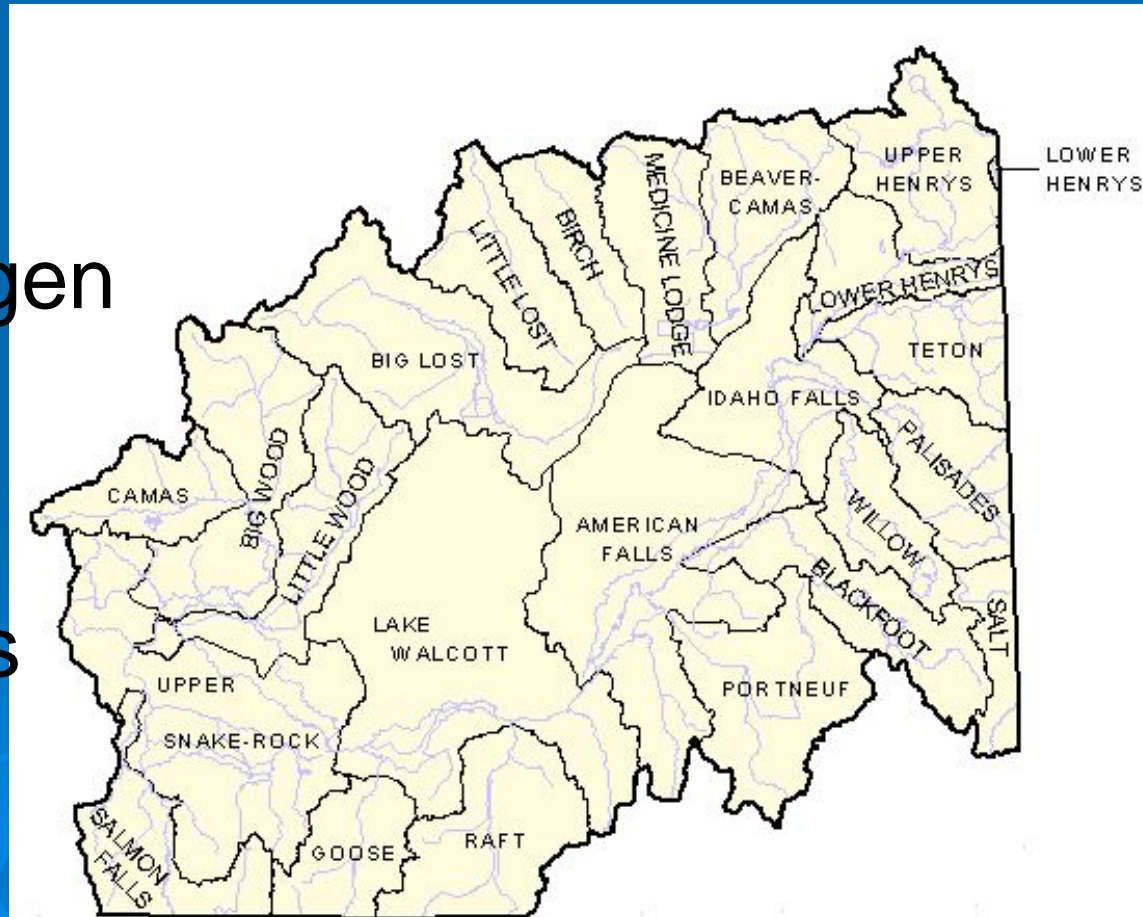 UPPER
HENRYS
LOWER
HENRYS
BEAVER-
CAMAS
MEDICINE LODGE
BIRCH
LITTLE LOST
gen
LOWER HENRYS
BIG LOST
TETON
IDAHO FALLS
PALISADES
BIG WOOD
LITTLE WOOD
CAMAS
WILLOW
AMERICAN
FALLS
BLACKFOOT
SALT
LAKE
WALCOTT
s
UPPER
SNAKE-ROCK
PORTNEUF
SALMON
FALLS
GOOSE
RAFT